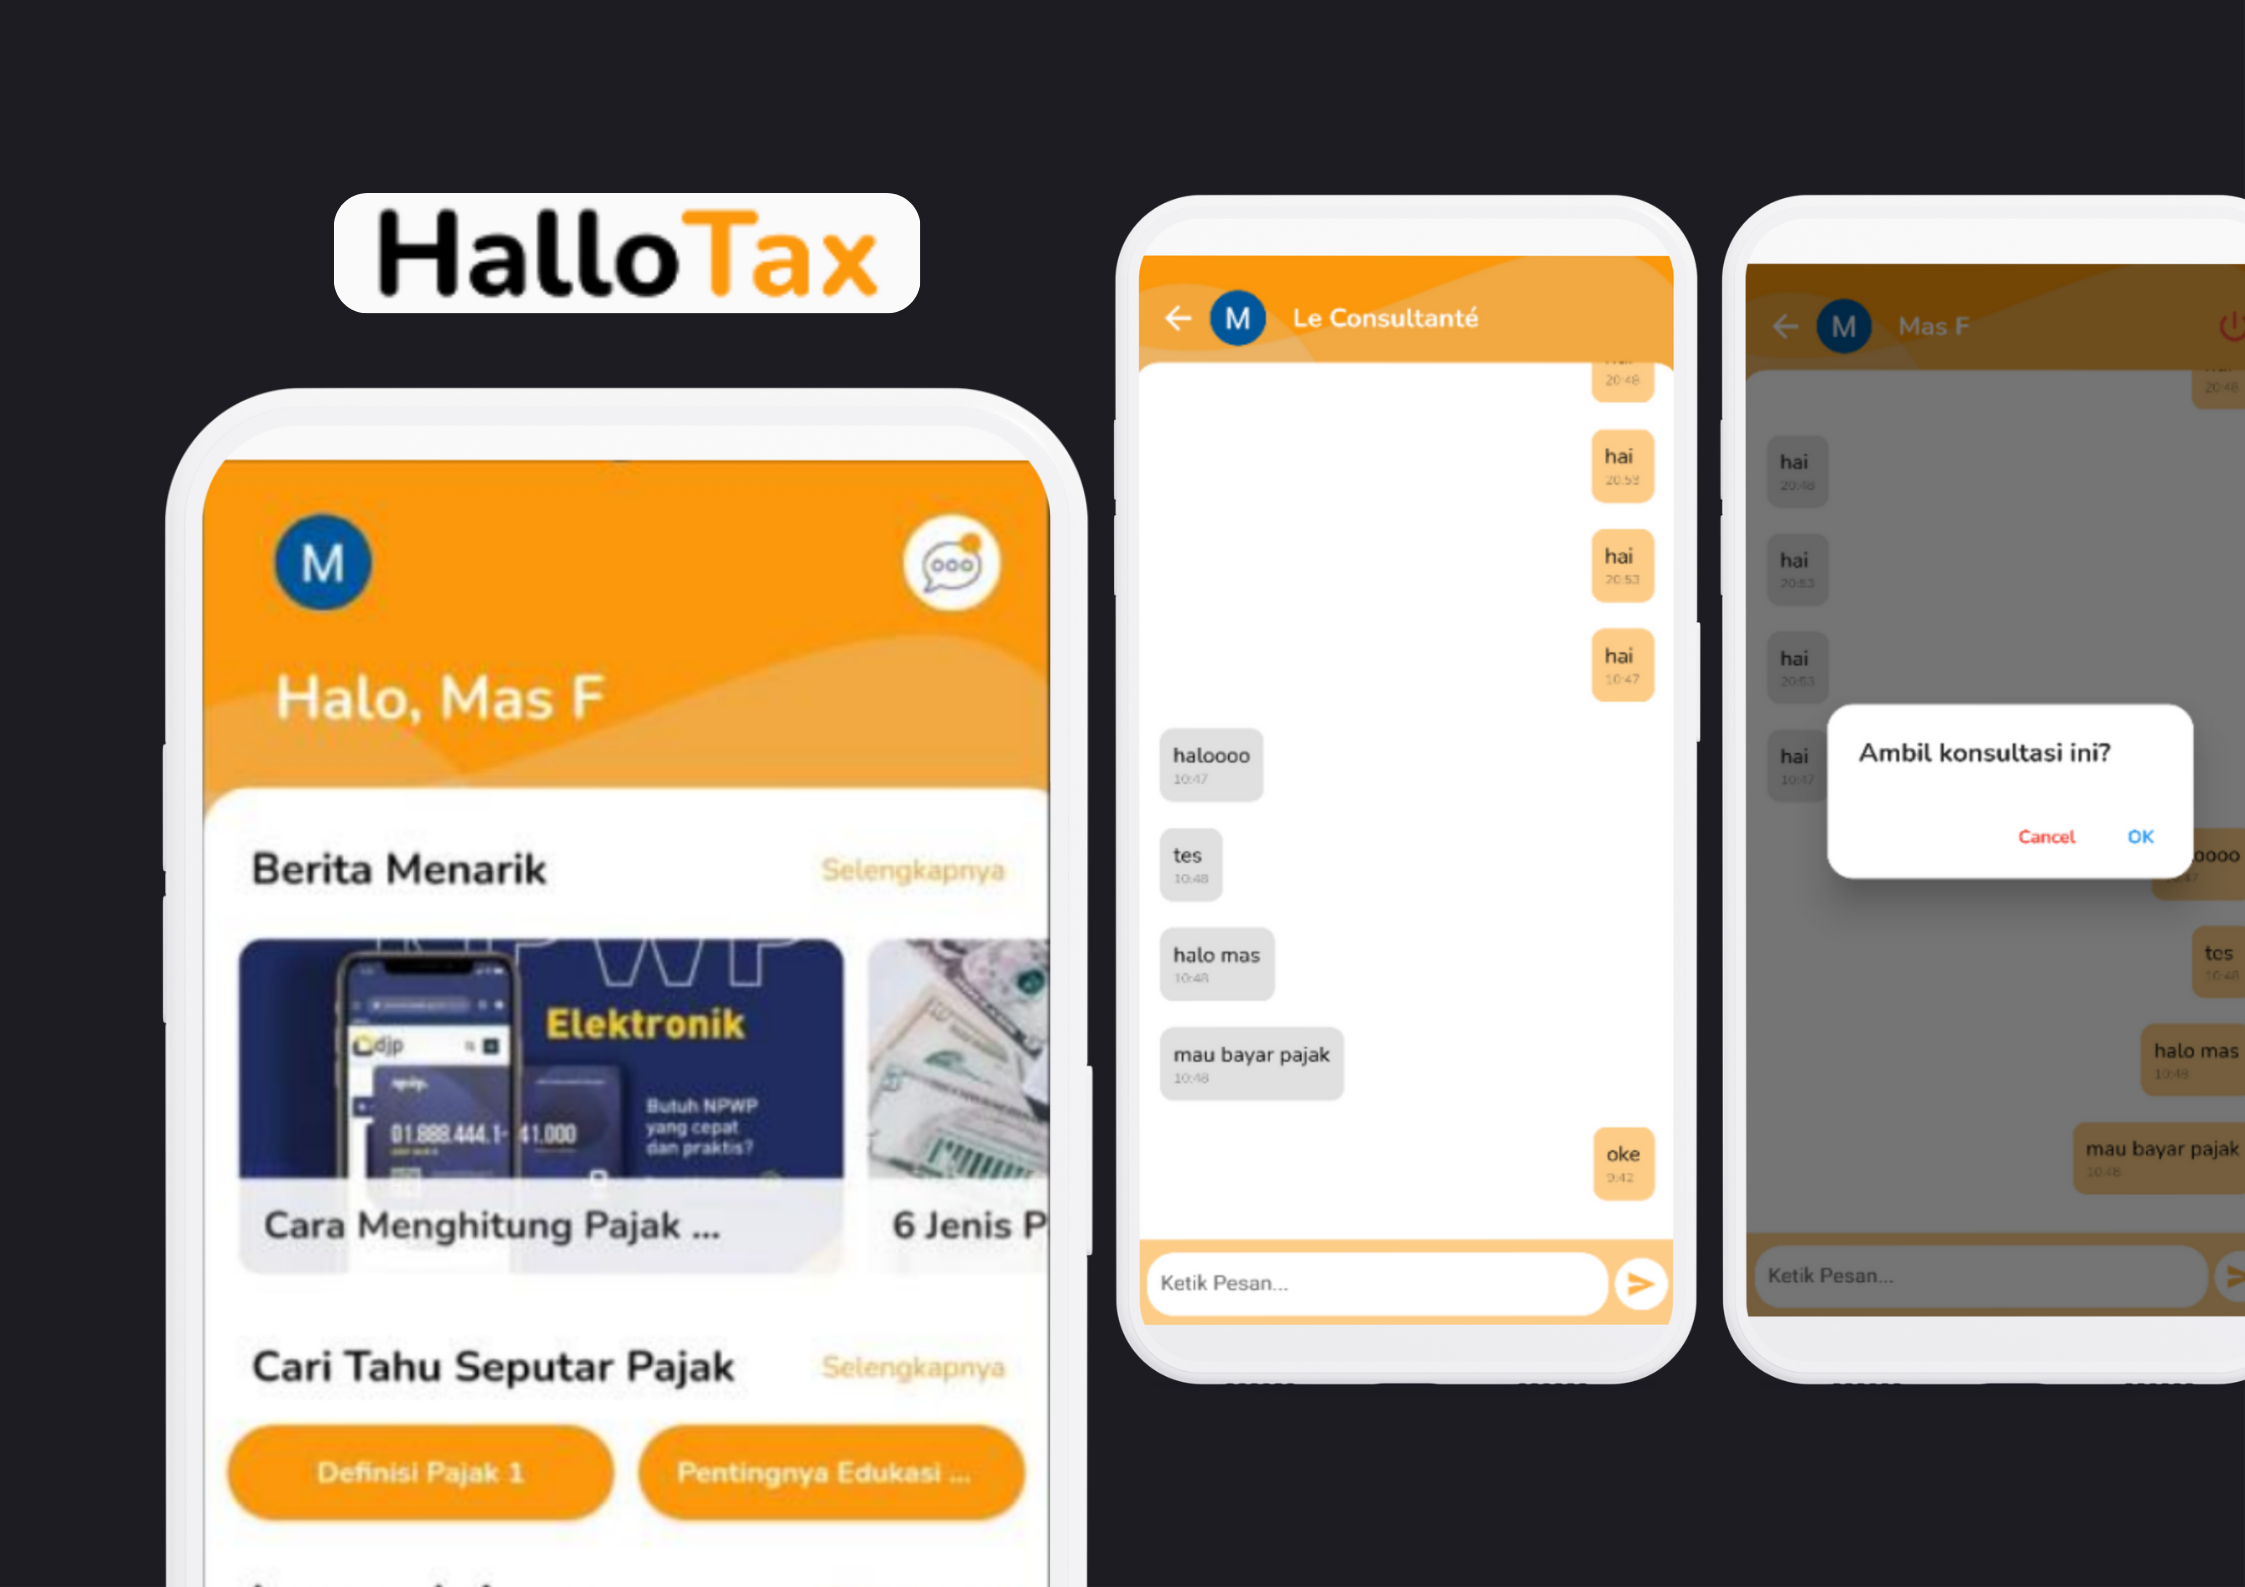 HalloTax
M
Halo, Mas F
Berita Menarik
Selengkapnya
NPWP
Elektronik
djp
Butuh NPWP
yang cepat
dan praktis?
01.888.444.1-
41.000
Cara Menghitung Pajak ...
6 Jenis P
Cari Tahu Seputar Pajak
Selengkapnya
Definisi Pajak 1
Pentingnya Edukasi ...
M
Le Consultanté
20:48
hai
20:53
hai
20:53
hai
10:47
haloooo
10:47
tes
10:48
halo mas
10:48
mau bayar pajak
10:48
oke
9:42
Ketik Pesan...
M
Mas F
20:48
hai
20:48
hai
20:53
hai
20:53
hai
10:47
Ambil konsultasi ini?
Cancel
OK
oooo
tes
10:48
halo mas
10:48
mau bayar pajak
10:48
Ketik Pesan...